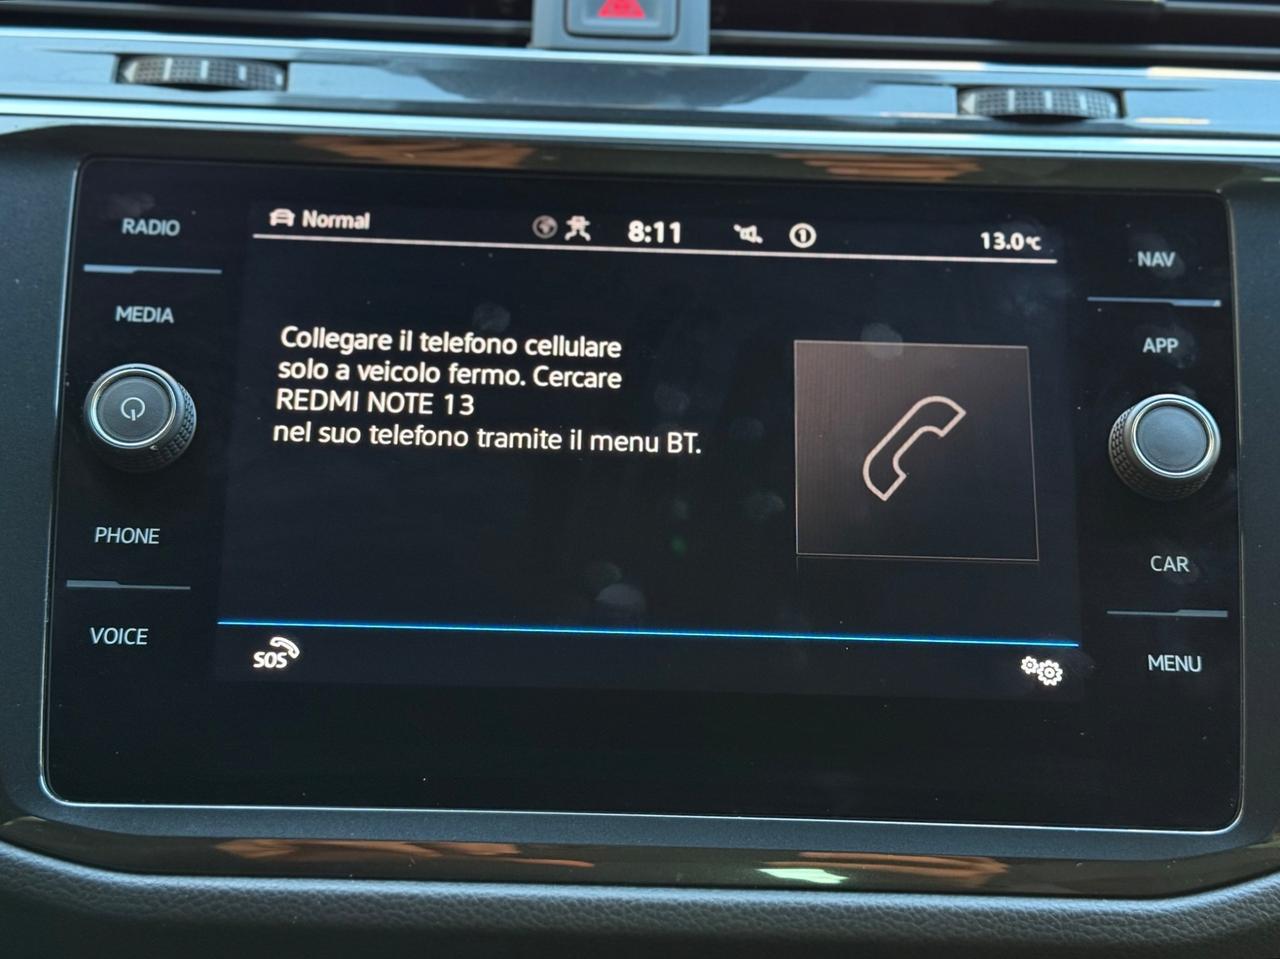 RADIO
MEDIA
PHONE
VOICE
Normal
8:11
1
13.0°C
Collegare il telefono cellulare
solo a veicolo fermo. Cercare
REDMI NOTE 13
nel suo telefono tramite il menu BT.
SOS
NAV
APP
CAR
MENU